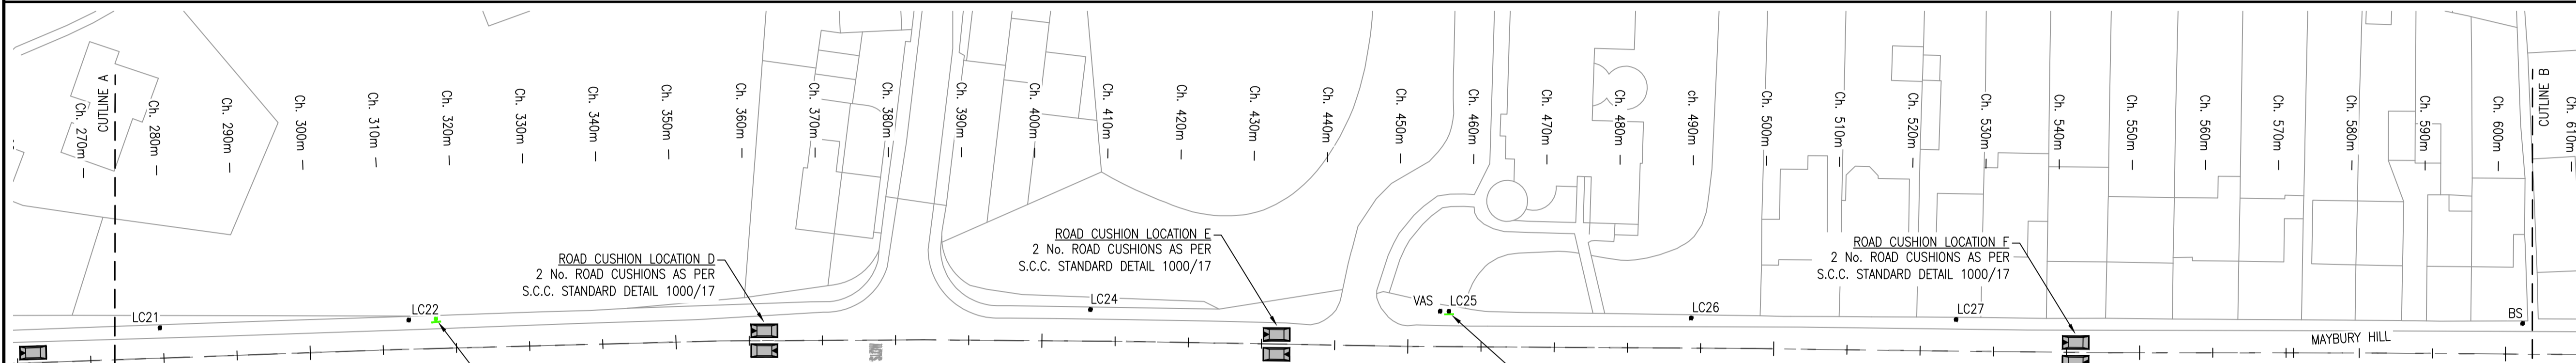 CUTLINE A
Ch. 270m
Ch. 280m
Ch. 290m
Ch. 300m
Ch. 310m
Ch. 320m
Ch. 330m
Ch. 340m
Ch. 350m
Ch. 360m
Ch. 370m
Ch. 380m
Ch. 390m
Ch. 400m
Ch. 410m
Ch. 420m
Ch. 430m
Ch. 440m
Ch. 450m
Ch. 460m
Ch. 470m
Ch. 480m
ch. 490m
Ch. 500m
Ch. 510m
Ch. 520m
Ch. 530m
Ch. 540m
Ch. 550m
Ch. 560m
Ch. 570m
Ch. 580m
Ch. 590m
Ch. 600m
CUTLINE B
Ch. 610m
ROAD CUSHION LOCATION D
2 No. ROAD CUSHIONS AS PER
S.C.C. STANDARD DETAIL 1000/17
ROAD CUSHION LOCATION E
2 No. ROAD CUSHIONS AS PER
S.C.C. STANDARD DETAIL 1000/17
ROAD CUSHION LOCATION F
2 No. ROAD CUSHIONS AS PER
S.C.C. STANDARD DETAIL 1000/17
LC21
LC22
LC24
VAS
LC25
LC26
LC27
BS
MAYBURY HILL